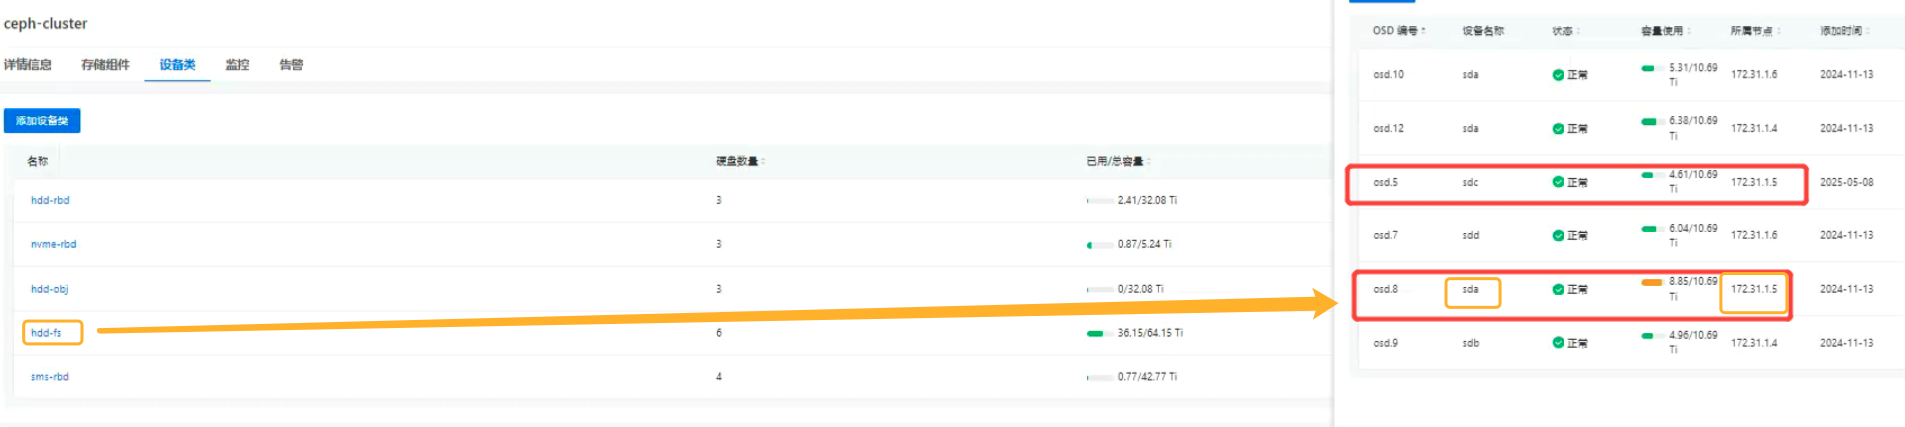 ceph-cluster
详情信息 存储组件 设备类 监控 告警
添加设备类
名称 硬盘数量 已用/总容量
hdd-rbd 3 2.41/32.08 Ti
nvme-rbd 3 0.87/5.24 Ti
hdd-obj 3 0/32.08 Ti
hdd-fs 6 36.15/64.15 Ti
sms-rbd 4 0.77/42.77 Ti
OSD 编号 设备名称 状态 容量使用 所属节点 添加时间
osd.10 sda 正常 5.31/10.69 Ti 172.31.1.6 2024-11-13
osd.12 sda 正常 6.38/10.69 Ti 172.31.1.4 2024-11-13
osd.5 sdc 正常 4.61/10.69 Ti 172.31.1.5 2025-05-08
osd.7 sdd 正常 6.04/10.69 Ti 172.31.1.6 2024-11-13
osd.8 sda 正常 8.85/10.69 Ti 172.31.1.5 2024-11-13
osd.9 sdb 正常 4.96/10.69 Ti 172.31.1.4 2024-11-13